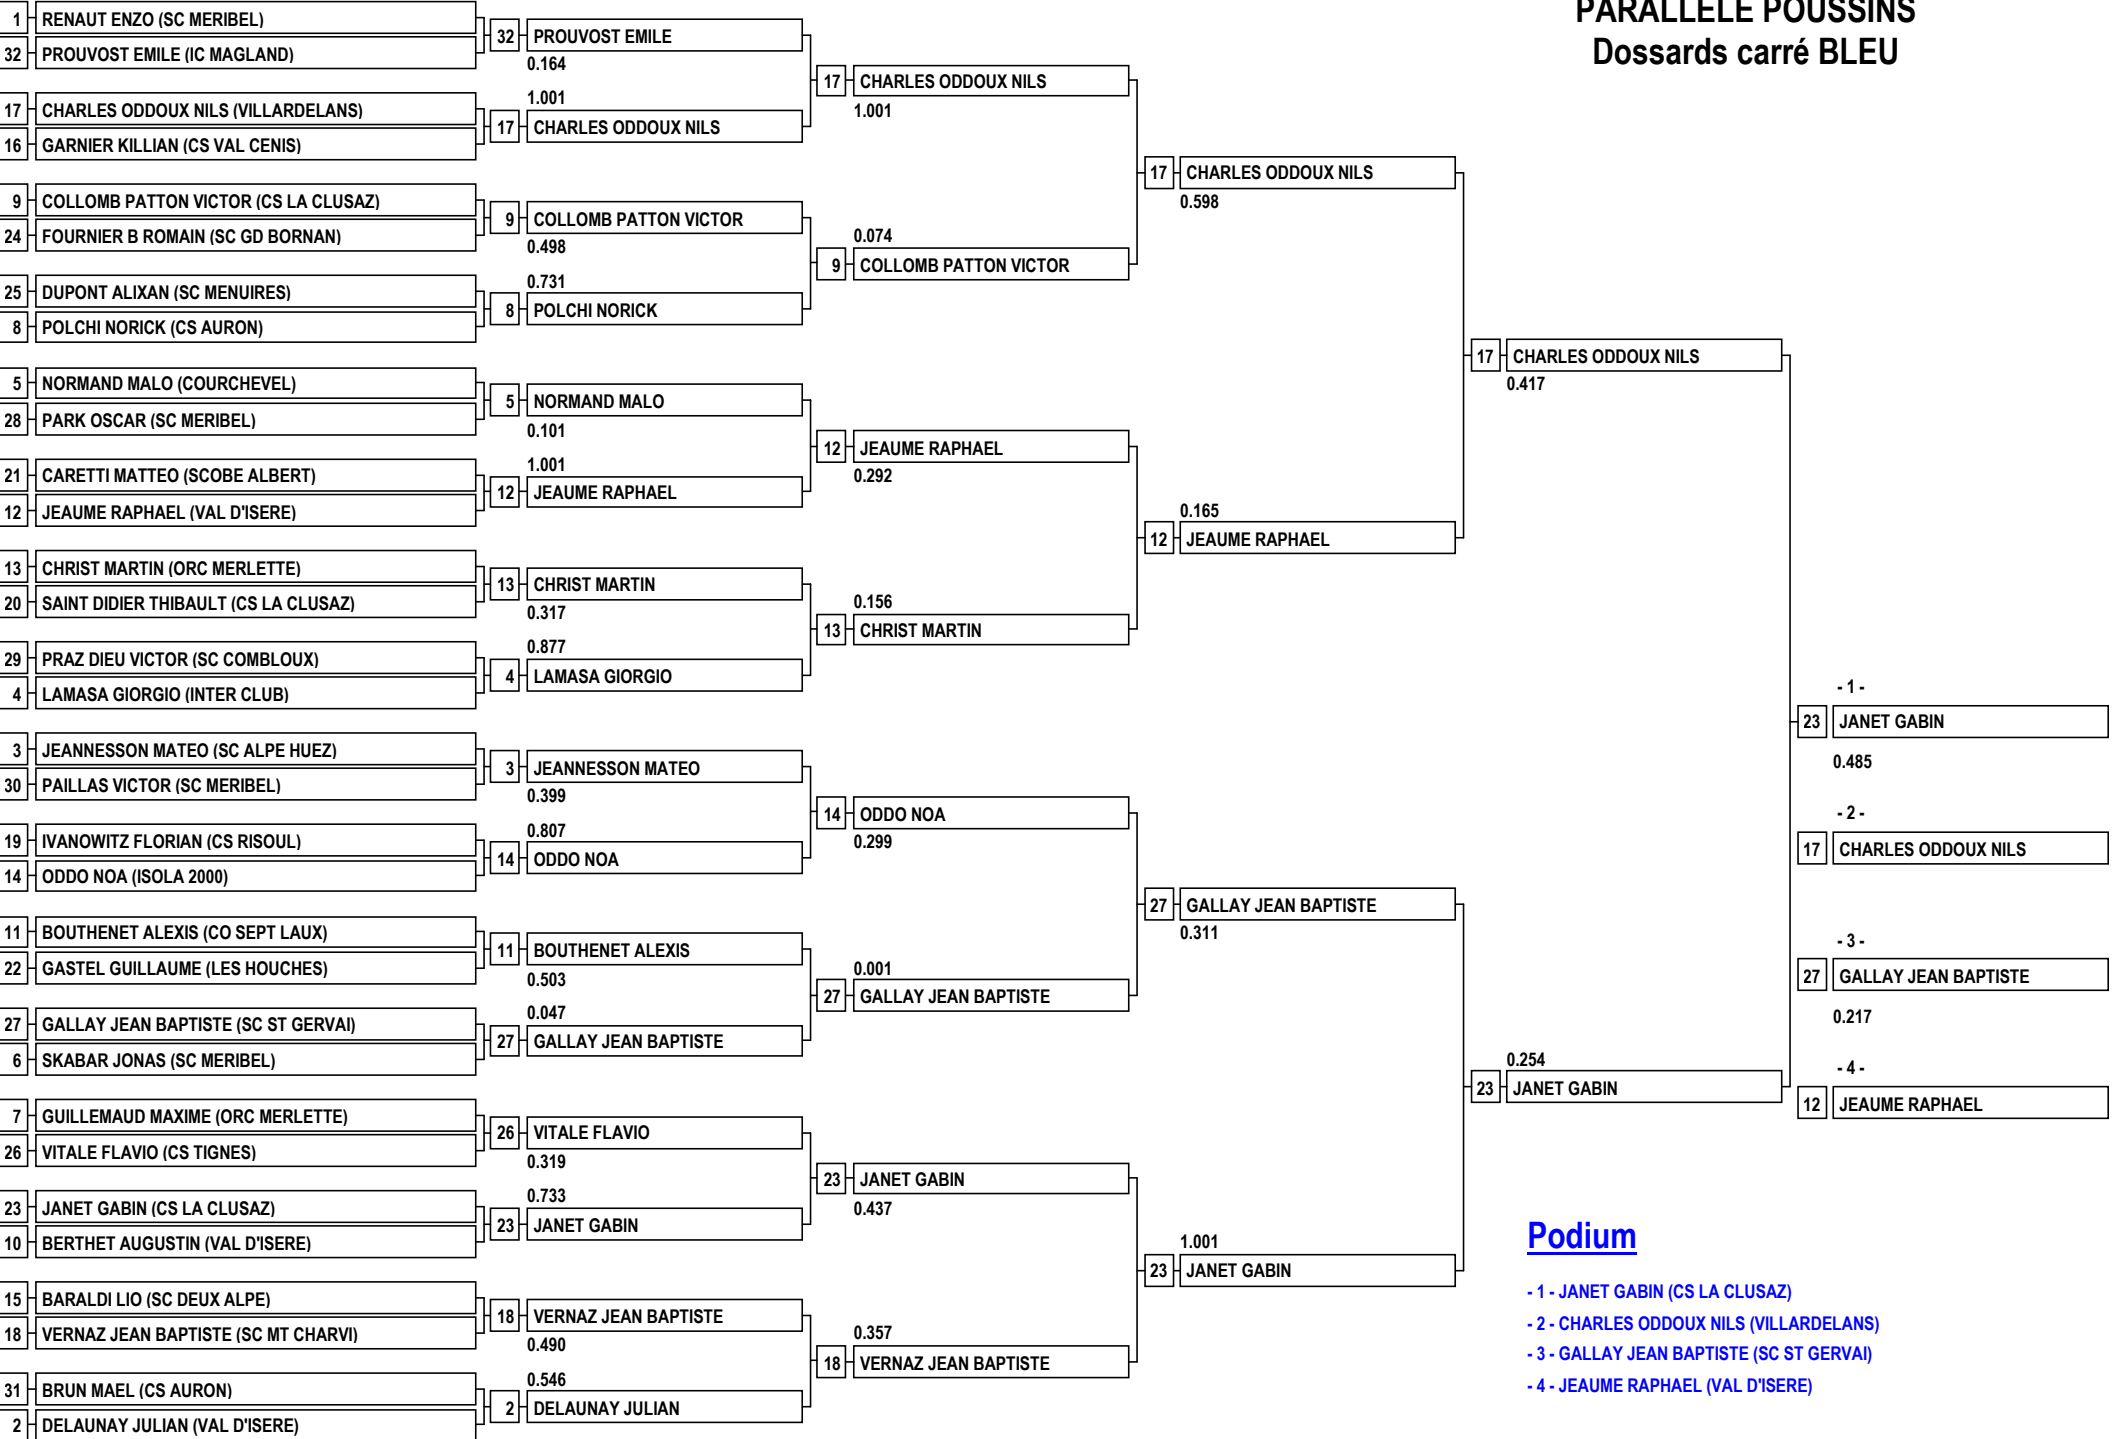 PARALLELE POUSSINS
Dossards carré BLEU
1 RENAUT ENZO (SC MERIBEL)
32 PROUVOST EMILE (IC MAGLAND)
17 CHARLES ODDOUX NILS (VILLARDELANS)
16 GARNIER KILLIAN (CS VAL CENIS)
9 COLLOMB PATTON VICTOR (CS LA CLUSAZ)
24 FOURNIER B ROMAIN (SC GD BORNAN)
25 DUPONT ALIXAN (SC MENUIRES)
8 POLCHI NORICK (CS AURON)
5 NORMAND MALO (COURCHEVEL)
28 PARK OSCAR (SC MERIBEL)
21 CARETTI MATTEO (SCOBE ALBERT)
12 JEAUME RAPHAEL (VAL D'ISERE)
13 CHRIST MARTIN (ORC MERLETTE)
20 SAINT DIDIER THIBAULT (CS LA CLUSAZ)
29 PRAZ DIEU VICTOR (SC COMBLOUX)
4 LAMASA GIORGIO (INTER CLUB)
3 JEANNESSON MATEO (SC ALPE HUEZ)
30 PAILLAS VICTOR (SC MERIBEL)
19 IVANOWITZ FLORIAN (CS RISOUL)
14 ODDO NOA (ISOLA 2000)
11 BOUTHENET ALEXIS (CO SEPT LAUX)
22 GASTEL GUILLAUME (LES HOUCHES)
27 GALLAY JEAN BAPTISTE (SC ST GERVAI)
6 SKABAR JONAS (SC MERIBEL)
7 GUILLEMAUD MAXIME (ORC MERLETTE)
26 VITALE FLAVIO (CS TIGNES)
23 JANET GABIN (CS LA CLUSAZ)
10 BERTHET AUGUSTIN (VAL D'ISERE)
15 BARALDI LIO (SC DEUX ALPE)
18 VERNAZ JEAN BAPTISTE (SC MT CHARVI)
31 BRUN MAEL (CS AURON)
2 DELAUNAY JULIAN (VAL D'ISERE)
32 PROUVOST EMILE
0.164
1.001
17 CHARLES ODDOUX NILS
9 COLLOMB PATTON VICTOR
0.498
0.731
8 POLCHI NORICK
5 NORMAND MALO
0.101
1.001
12 JEAUME RAPHAEL
13 CHRIST MARTIN
0.317
0.877
4 LAMASA GIORGIO
3 JEANNESSON MATEO
0.399
0.807
14 ODDO NOA
11 BOUTHENET ALEXIS
0.503
0.047
27 GALLAY JEAN BAPTISTE
26 VITALE FLAVIO
0.319
0.733
23 JANET GABIN
18 VERNAZ JEAN BAPTISTE
0.490
0.546
2 DELAUNAY JULIAN
17 CHARLES ODDOUX NILS
1.001
0.074
9 COLLOMB PATTON VICTOR
12 JEAUME RAPHAEL
0.292
0.156
13 CHRIST MARTIN
14 ODDO NOA
0.299
0.001
27 GALLAY JEAN BAPTISTE
23 JANET GABIN
0.437
0.357
18 VERNAZ JEAN BAPTISTE
17 CHARLES ODDOUX NILS
0.598
0.165
12 JEAUME RAPHAEL
27 GALLAY JEAN BAPTISTE
0.311
1.001
23 JANET GABIN
17 CHARLES ODDOUX NILS
0.417
0.254
23 JANET GABIN
- 1 -
23 JANET GABIN
0.485
- 2 -
17 CHARLES ODDOUX NILS
- 3 -
27 GALLAY JEAN BAPTISTE
0.217
- 4 -
12 JEAUME RAPHAEL
Podium
- 1 - JANET GABIN (CS LA CLUSAZ)
- 2 - CHARLES ODDOUX NILS (VILLARDELANS)
- 3 - GALLAY JEAN BAPTISTE (SC ST GERVAI)
- 4 - JEAUME RAPHAEL (VAL D'ISERE)